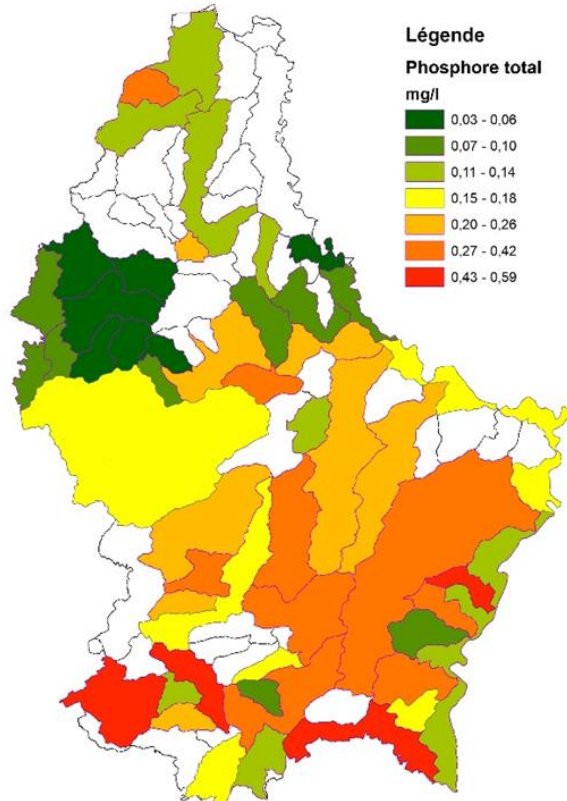 Légende
Phosphore total
mg/l
0,03 - 0,06
0,07 - 0,10
0,11 - 0,14
0,15 - 0,18
0,20 - 0,26
0,27 - 0,42
0,43 - 0,59